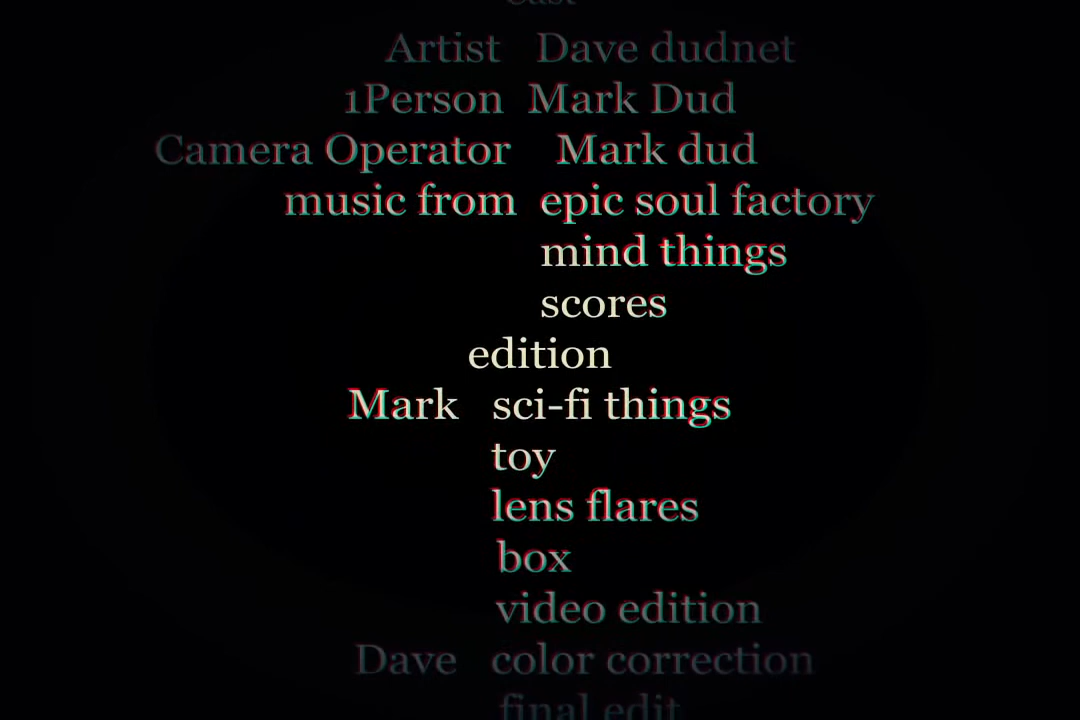 Cast
Artist Dave dudnet
1Person Mark Dud
Camera Operator Mark dud
music from epic soul factory
mind things
scores
edition
Mark sci-fi things
toy
lens flares
box
video edition
Dave color correction
final edit